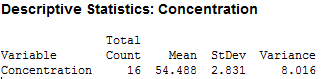 Descriptive Statistics: Concentration
Total
Variable Count Mean StDev Variance
Concentration 16 54.488 2.831 8.016